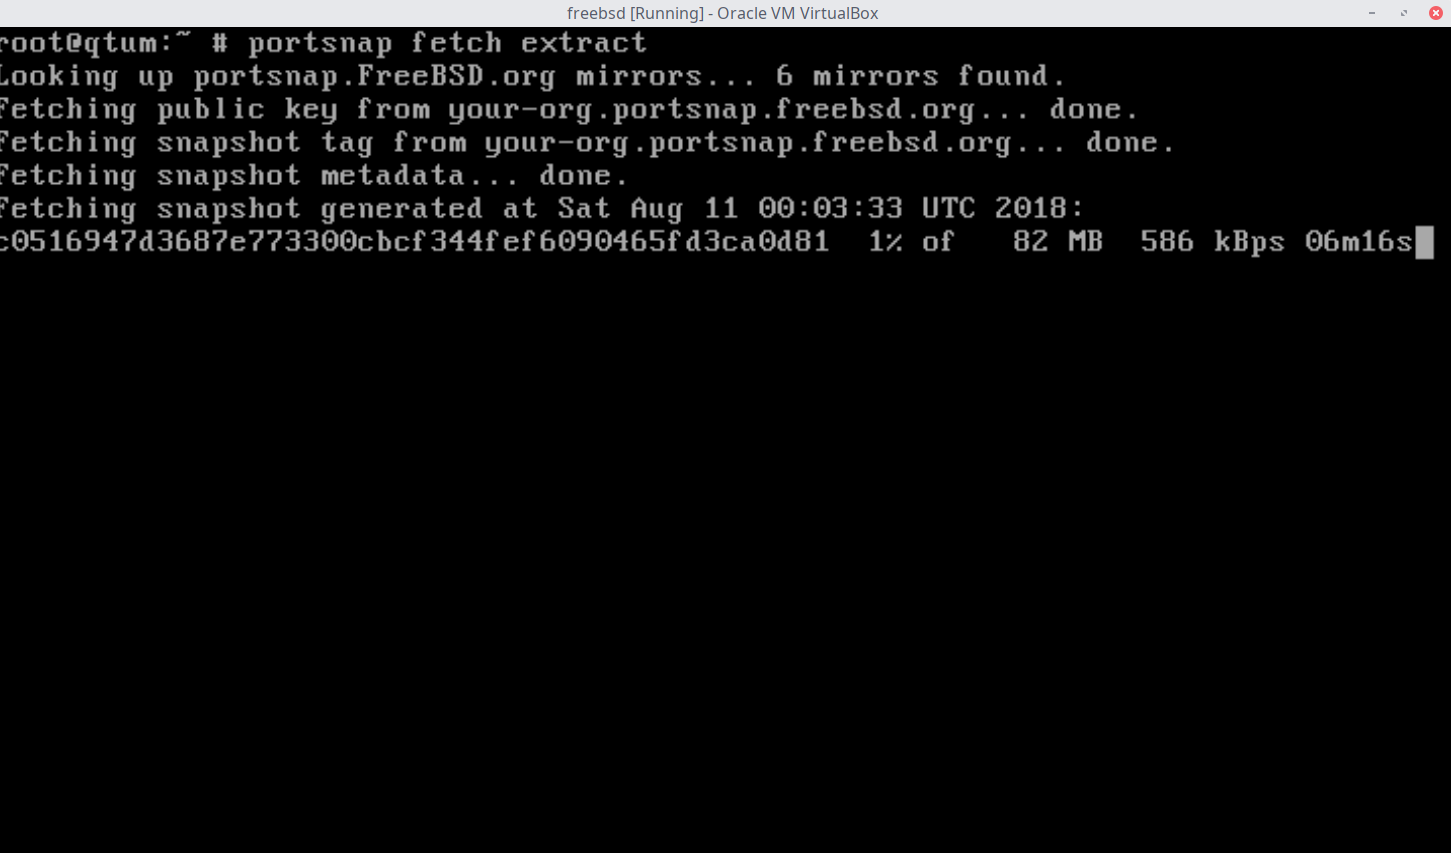 freebsd [Running] - Oracle VM VirtualBox
root@qtum:~ # portsnap fetch extract
Looking up portsnap.FreeBSD.org mirrors... 6 mirrors found.
Fetching public key from your-org.portsnap.freebsd.org... done.
Fetching snapshot tag from your-org.portsnap.freebsd.org... done.
Fetching snapshot metadata... done.
Fetching snapshot generated at Sat Aug 11 00:03:33 UTC 2018:
c0516947d3687e773300cbcf344fef6090465fd3ca0d81 1% of 82 MB 586 kBps 06m16s